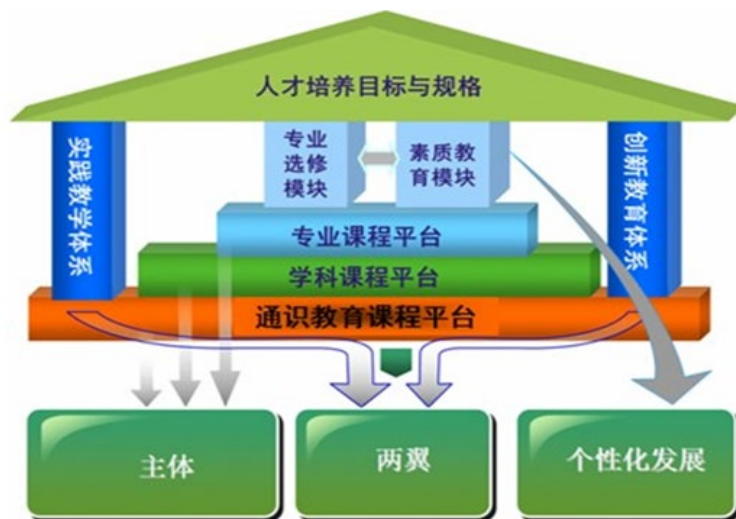 人才培养目标与规格
实践教学体系
专业
选修
模块
素质教
育模块
创新教育体系
专业课程平台
学科课程平台
通识教育课程平台
主体
两翼
个性化发展